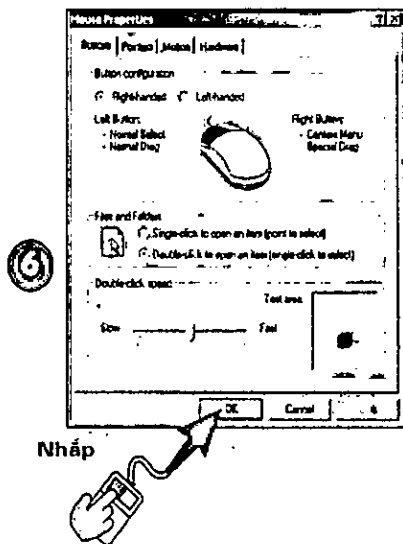 Mouse Properties ? X
Buttons Pointers Motion Hardware
Button configuration
Right-handed Left-handed
Left Button: Right Button:
- Normal Select - Context Menu
- Normal Drag Special Drag
Files and Folders
Single-click to open an item (point to select)
Double-click to open an item (single-click to select)
Double-click speed
Test area:
Slow Fast
6
OK Cancel
Nhấp